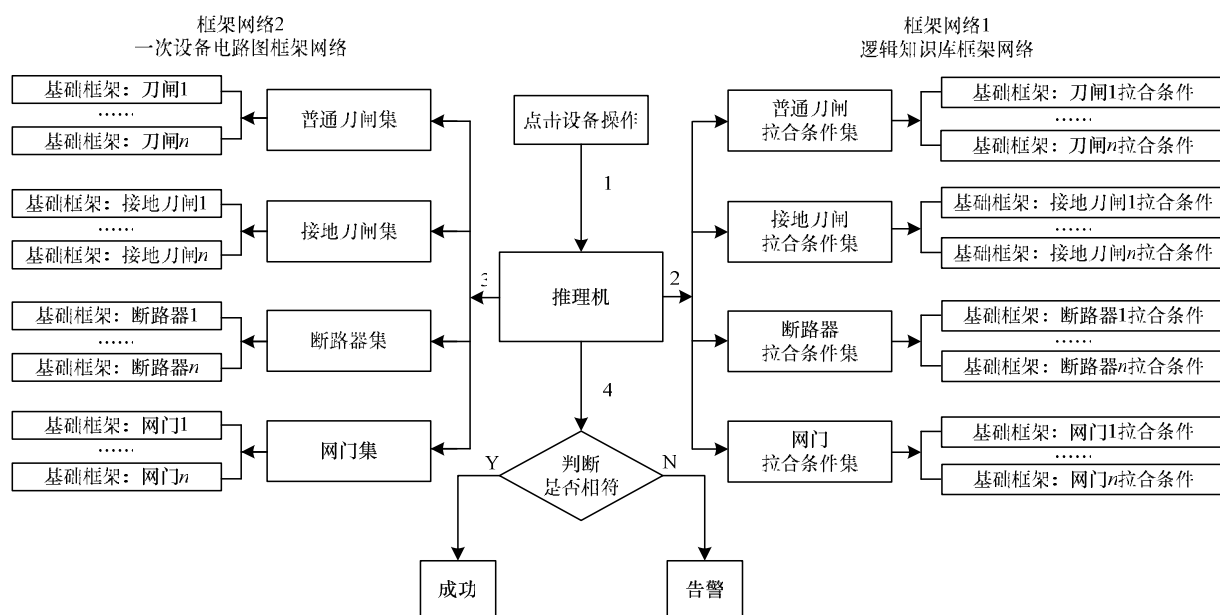 框架网络2
一次设备电路图框架网络
基础框架：刀闸1
……
基础框架：刀闸n
普通刀闸集
基础框架：接地刀闸1
……
基础框架：接地刀闸n
接地刀闸集
基础框架：断路器1
……
基础框架：断路器n
断路器集
基础框架：网门1
……
基础框架：网门n
网门集
点击设备操作
1
推理机
3
2
4
判断
是否相符
Y
N
成功
告警
框架网络1
逻辑知识库框架网络
普通刀闸
拉合条件集
基础框架：刀闸1拉合条件
……
基础框架：刀闸n拉合条件
接地刀闸
拉合条件集
基础框架：接地刀闸1拉合条件
……
基础框架：接地刀闸n拉合条件
断路器
拉合条件集
基础框架：断路器1拉合条件
……
基础框架：断路器n拉合条件
网门
拉合条件集
基础框架：网门1拉合条件
……
基础框架：网门n拉合条件